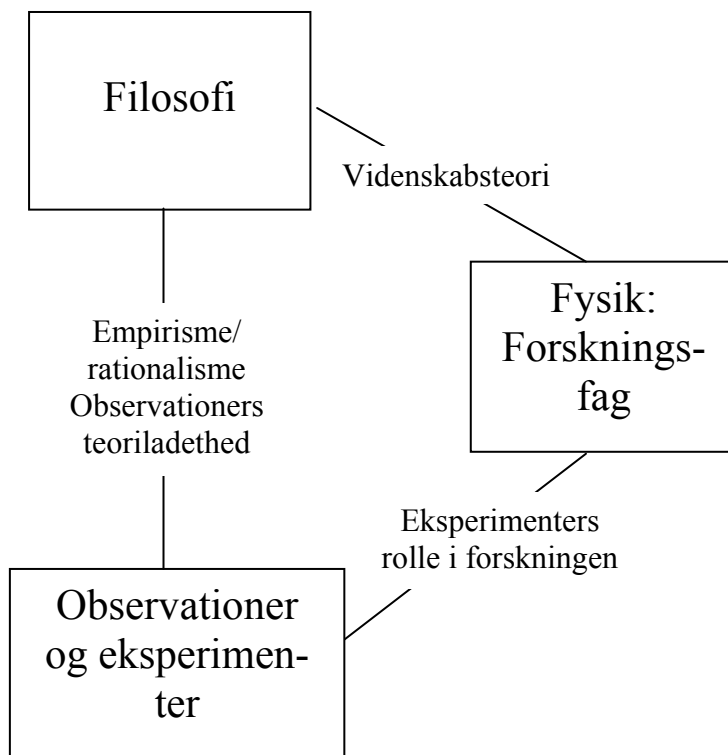 Filosofi
Videnskabsteori
Fysik:
Forsknings-
fag
Empirisme/
rationalisme
Observationers
teoriladethed
Eksperimenters
rolle i forskningen
Observationer
og eksperimen-
ter